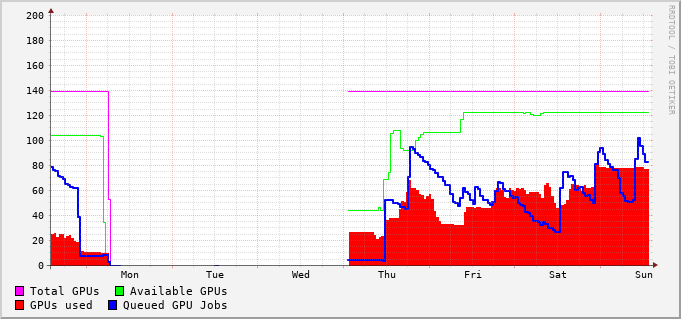 200
180
160
140
120
100
80
60
40
20
0
Mon Tue Wed Thu Fri Sat Sun
Total GPUs Available GPUs
GPUs used Queued GPU Jobs
RRDTOOL / TOBI OETIKER